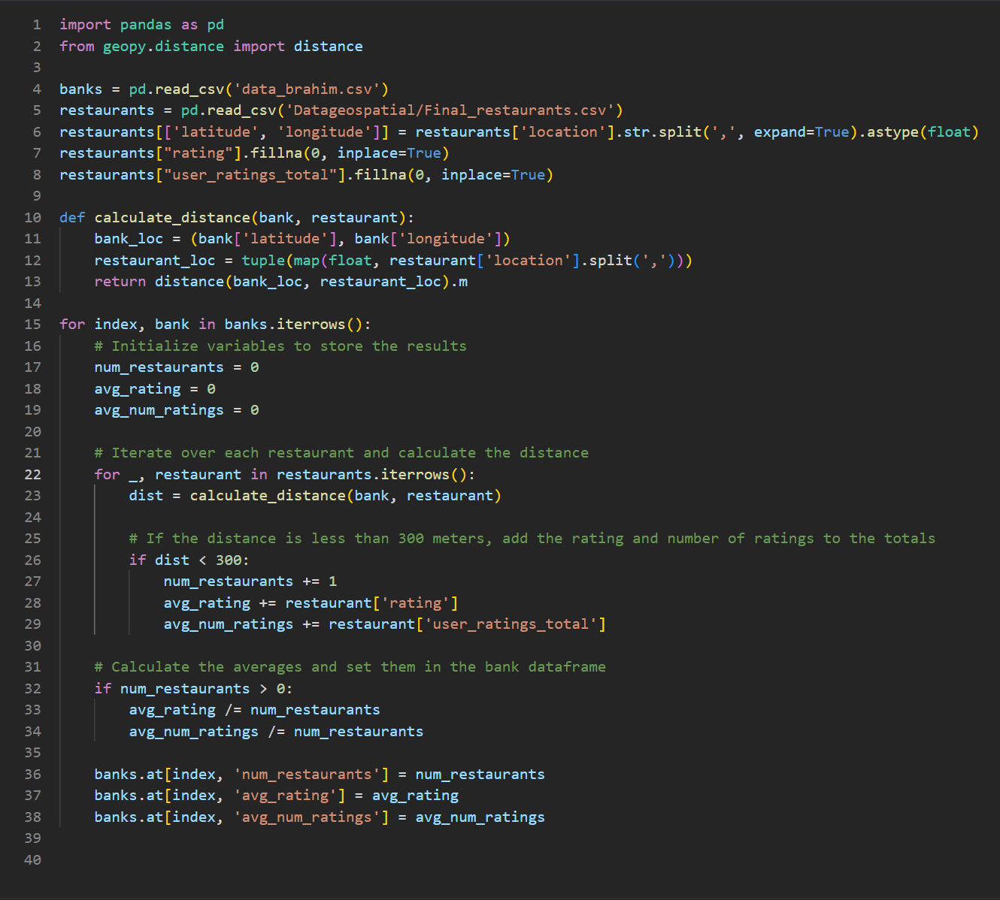 1 import pandas as pd
2 from geopy.distance import distance
3
4 banks = pd.read_csv('data_brahim.csv')
5 restaurants = pd.read_csv('Datageospatial/Final_restaurants.csv')
6 restaurants[['latitude', 'longitude']] = restaurants['location'].str.split(',', expand=True).astype(float)
7 restaurants["rating"].fillna(0, inplace=True)
8 restaurants["user_ratings_total"].fillna(0, inplace=True)
9
10 def calculate_distance(bank, restaurant):
11     bank_loc = (bank['latitude'], bank['longitude'])
12     restaurant_loc = tuple(map(float, restaurant['location'].split(',')))
13     return distance(bank_loc, restaurant_loc).m
14
15 for index, bank in banks.iterrows():
16     # Initialize variables to store the results
17     num_restaurants = 0
18     avg_rating = 0
19     avg_num_ratings = 0
20
21     # Iterate over each restaurant and calculate the distance
22     for _, restaurant in restaurants.iterrows():
23         dist = calculate_distance(bank, restaurant)
24
25         # If the distance is less than 300 meters, add the rating and number of ratings to the totals
26         if dist < 300:
27             num_restaurants += 1
28             avg_rating += restaurant['rating']
29             avg_num_ratings += restaurant['user_ratings_total']
30
31     # Calculate the averages and set them in the bank dataframe
32     if num_restaurants > 0:
33         avg_rating /= num_restaurants
34         avg_num_ratings /= num_restaurants
35
36     banks.at[index, 'num_restaurants'] = num_restaurants
37     banks.at[index, 'avg_rating'] = avg_rating
38     banks.at[index, 'avg_num_ratings'] = avg_num_ratings
39
40